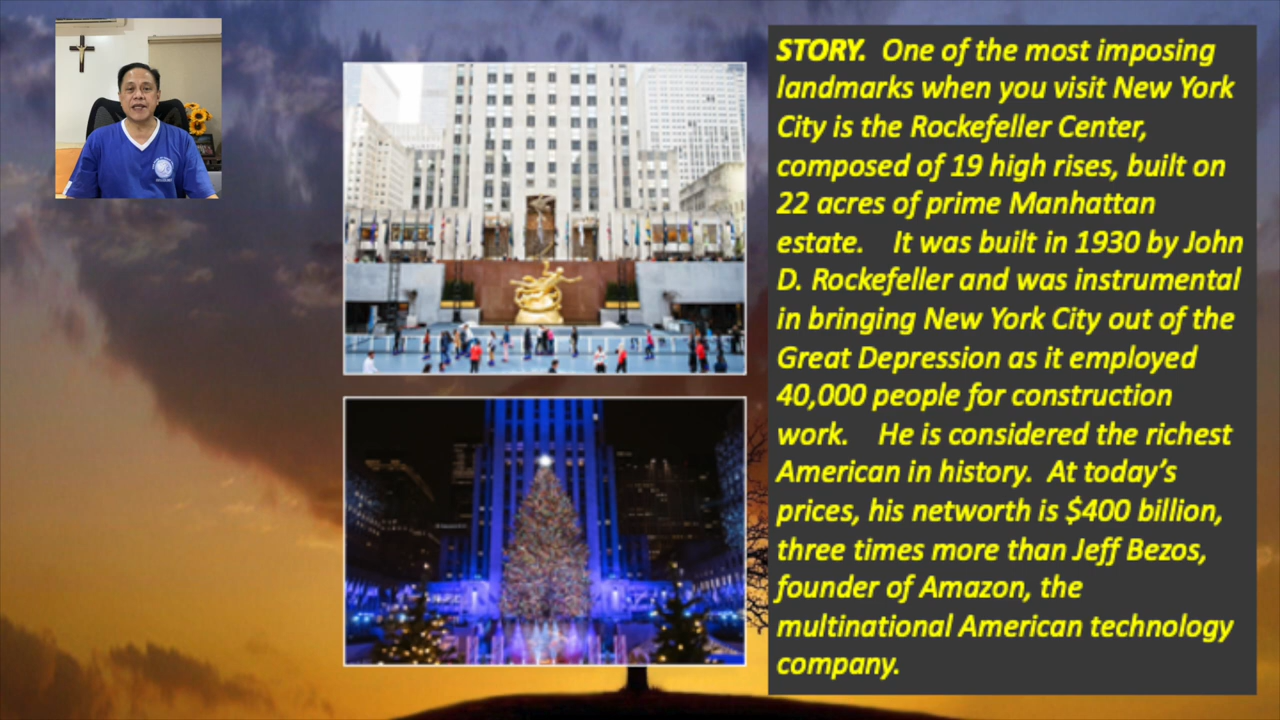 STORY.  One of the most imposing
landmarks when you visit New York
City is the Rockefeller Center,
composed of 19 high rises, built on
22 acres of prime Manhattan
estate.    It was built in 1930 by John
D. Rockefeller and was instrumental
in bringing New York City out of the
Great Depression as it employed
40,000 people for construction
work.    He is considered the richest
American in history.  At today's
prices, his networth is $400 billion,
three times more than Jeff Bezos,
founder of Amazon, the
multinational American technology
company.